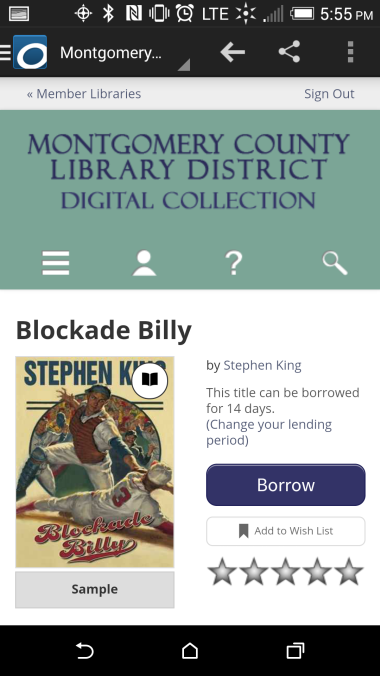 LTE 5:55 PM
Montgomery...
« Member Libraries
Sign Out
MONTGOMERY COUNTY
LIBRARY DISTRICT
DIGITAL COLLECTION
?
Blockade Billy
STEPHEN KING
3
Blockade
Billy
Sample
by Stephen King
This title can be borrowed
for 14 days.
(Change your lending
period)
Borrow
Add to Wish List